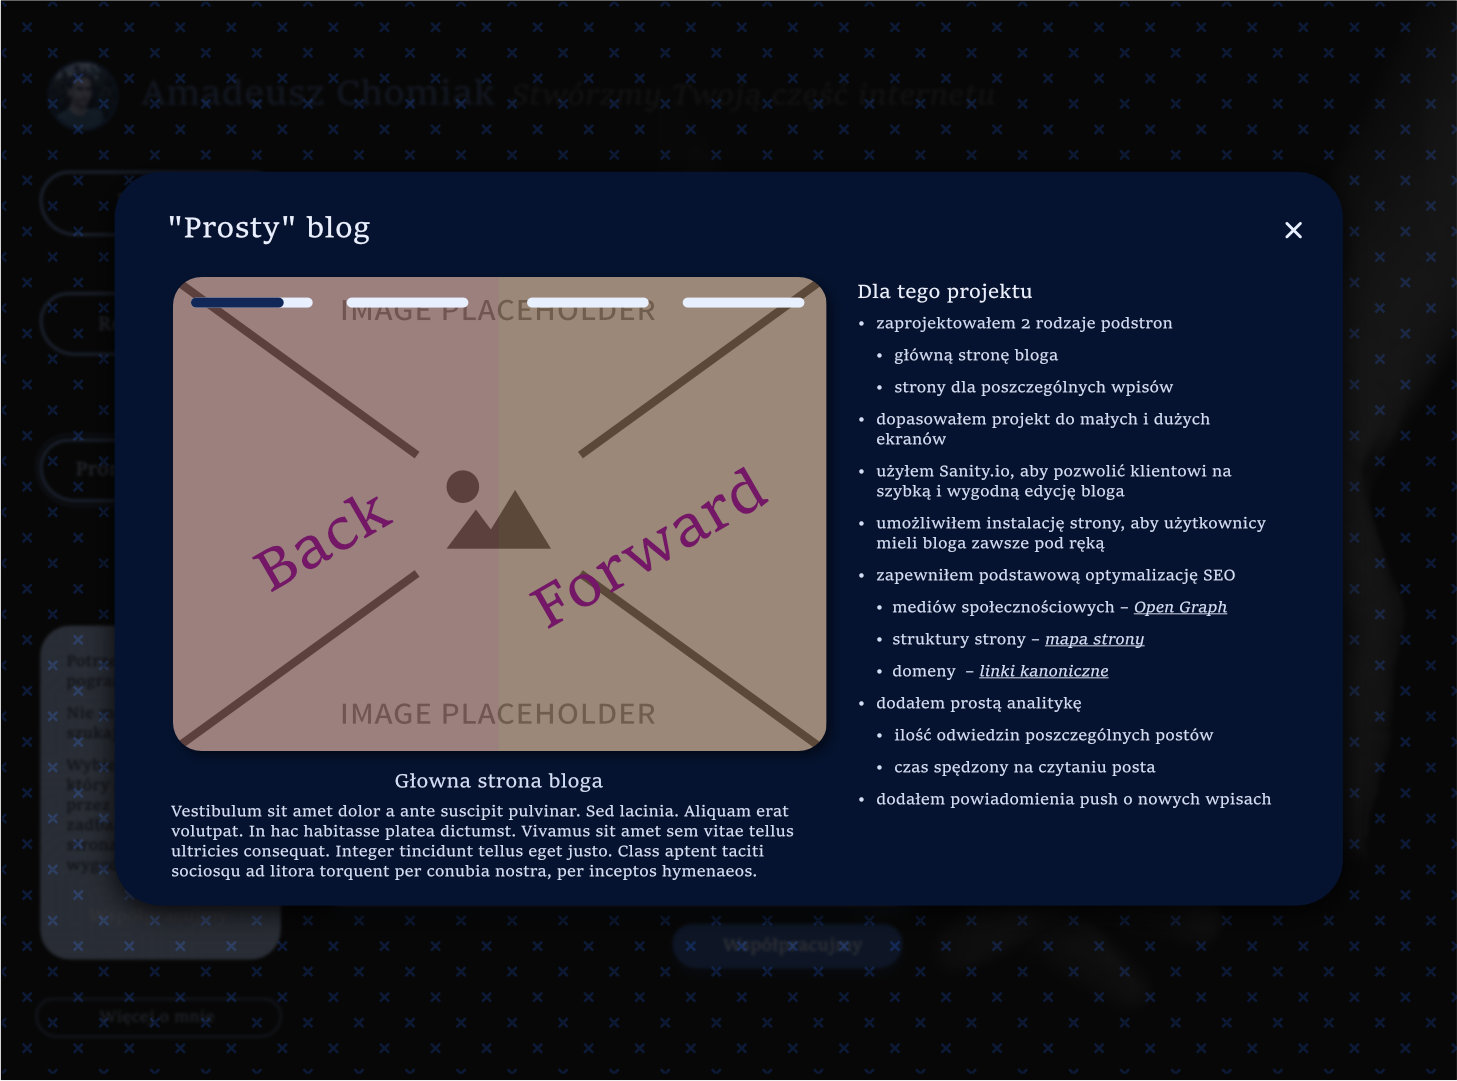 Amadeusz Chomiak Stwórzmy Twoją część internetu
"Prosty" blog
IMAGE PLACEHOLDER
Back
Forward
IMAGE PLACEHOLDER
Głowna strona bloga
Vestibulum sit amet dolor a ante suscipit pulvinar. Sed lacinia. Aliquam erat
volutpat. In hac habitasse platea dictumst. Vivamus sit amet sem vitae tellus
ultricies consequat. Integer tincidunt tellus eget justo. Class aptent taciti
sociosqu ad litora torquent per conubia nostra, per inceptos hymenaeos.
Dla tego projektu
• zaprojektowałem 2 rodzaje podstron
• główną stronę bloga
• strony dla poszczególnych wpisów
• dopasowałem projekt do małych i dużych
ekranów
• użyłem Sanity.io, aby pozwolić klientowi na
szybką i wygodną edycję bloga
• umożliwiłem instalację strony, aby użytkownicy
mieli bloga zawsze pod ręką
• zapewniłem podstawową optymalizację SEO
• mediów społecznościowych – Open Graph
• struktury strony – mapa strony
• domeny – linki kanoniczne
• dodałem prostą analitykę
• ilość odwiedzin poszczególnych postów
• czas spędzony na czytaniu posta
• dodałem powiadomienia push o nowych wpisach
Współpracujmy
Więcej o mnie